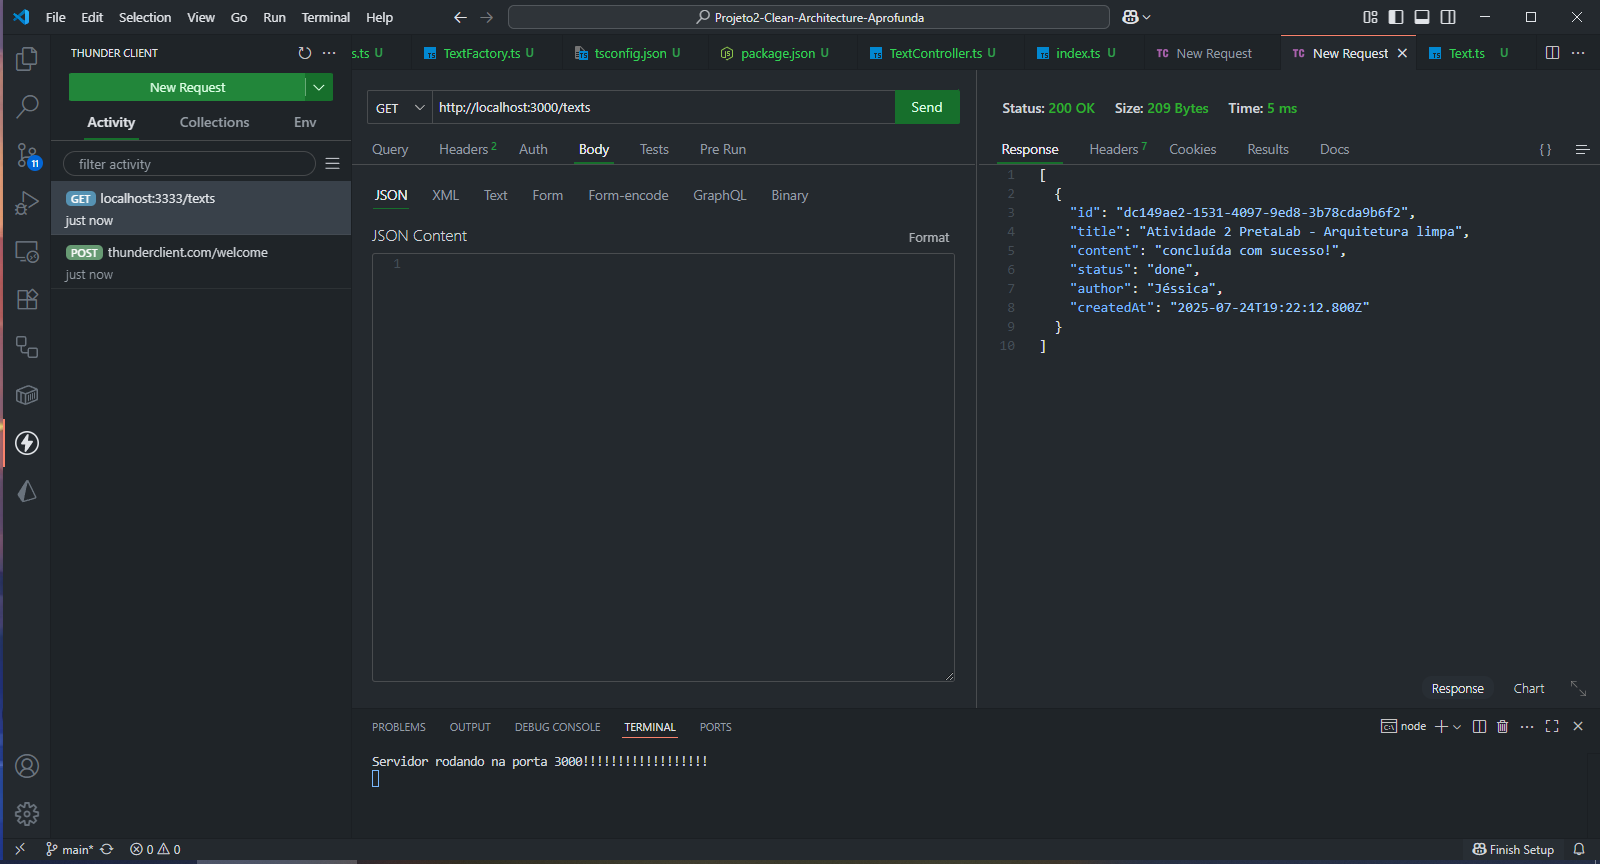 File Edit Selection View Go Run Terminal Help
Projeto2-Clean-Architecture-Aprofunda
THUNDER CLIENT
New Request
Activity Collections Env
filter activity
GET localhost:3333/texts
just now
POST thunderclient.com/welcome
just now
11
s.ts U
TS TextFactory.ts U
tsconfig.json U
package.json U
TS TextController.ts U
TS index.ts U
TC New Request
TC New Request
TS Text.ts U
GET http://localhost:3000/texts Send
Query Headers 2 Auth Body Tests Pre Run
JSON XML Text Form Form-encode GraphQL Binary
JSON Content Format
1
Status: 200 OK Size: 209 Bytes Time: 5 ms
Response Headers 7 Cookies Results Docs { }
1 [
2 {
3 "id": "dc149ae2-1531-4097-9ed8-3b78cda9b6f2",
4 "title": "Atividade 2 PretaLab - Arquitetura limpa",
5 "content": "concluída com sucesso!",
6 "status": "done",
7 "author": "Jéssica",
8 "createdAt": "2025-07-24T19:22:12.800Z"
9 }
10 ]
Response Chart
PROBLEMS OUTPUT DEBUG CONSOLE TERMINAL PORTS
node
Servidor rodando na porta 3000!!!!!!!!!!!!!!!!!!
main* 0 0
Finish Setup